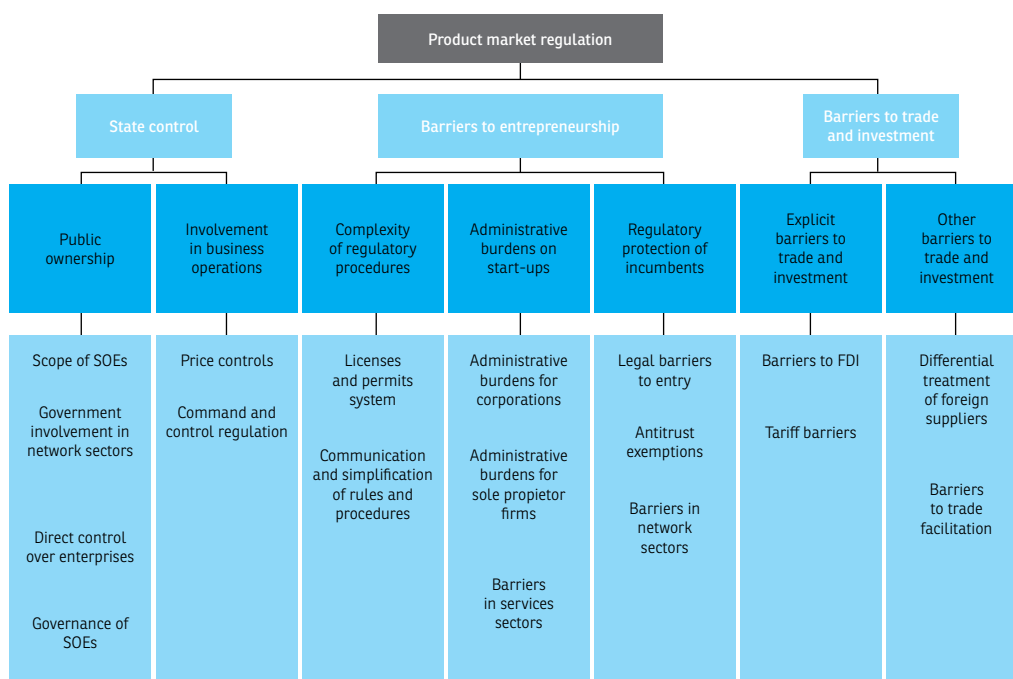 Product market regulation
State control
Barriers to entrepreneurship
Barriers to trade
and investment
Public
ownership
Involvement
in business
operations
Complexity
of regulatory
procedures
Administrative
burdens on
start-ups
Regulatory
protection of
incumbents
Explicit
barriers to
trade and
investment
Other
barriers to
trade and
investment
Scope of SOEs
Government
involvement in
network sectors
Direct control
over enterprises
Governance of
SOEs
Price controls
Command and
control regulation
Licenses
and permits
system
Communication
and simplification
of rules and
procedures
Administrative
burdens for
corporations
Administrative
burdens for
sole propietor
firms
Barriers
in services
sectors
Legal barriers
to entry
Antitrust
exemptions
Barriers in
network
sectors
Barriers to FDI
Tariff barriers
Differential
treatment
of foreign
suppliers
Barriers
to trade
facilitation